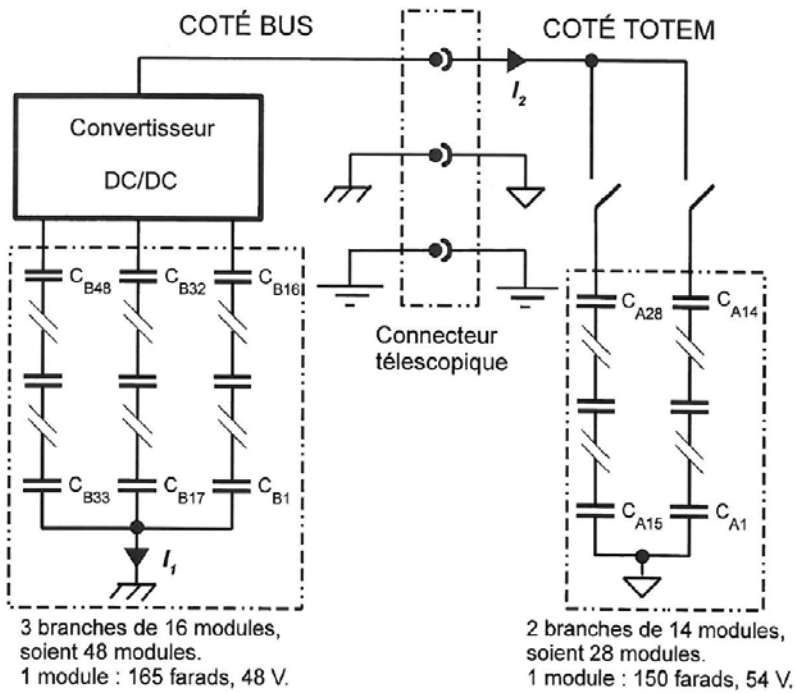 COTÉ BUS
COTÉ TOTEM
I2
Convertisseur
DC/DC
CB48
CB32
CB16
Connecteur
télescopique
CA28
CA14
CB33
CB17
CB1
CA15
CA1
I1
3 branches de 16 modules,
soient 48 modules.
1 module : 165 farads, 48 V.
2 branches de 14 modules,
soient 28 modules.
1 module : 150 farads, 54 V.